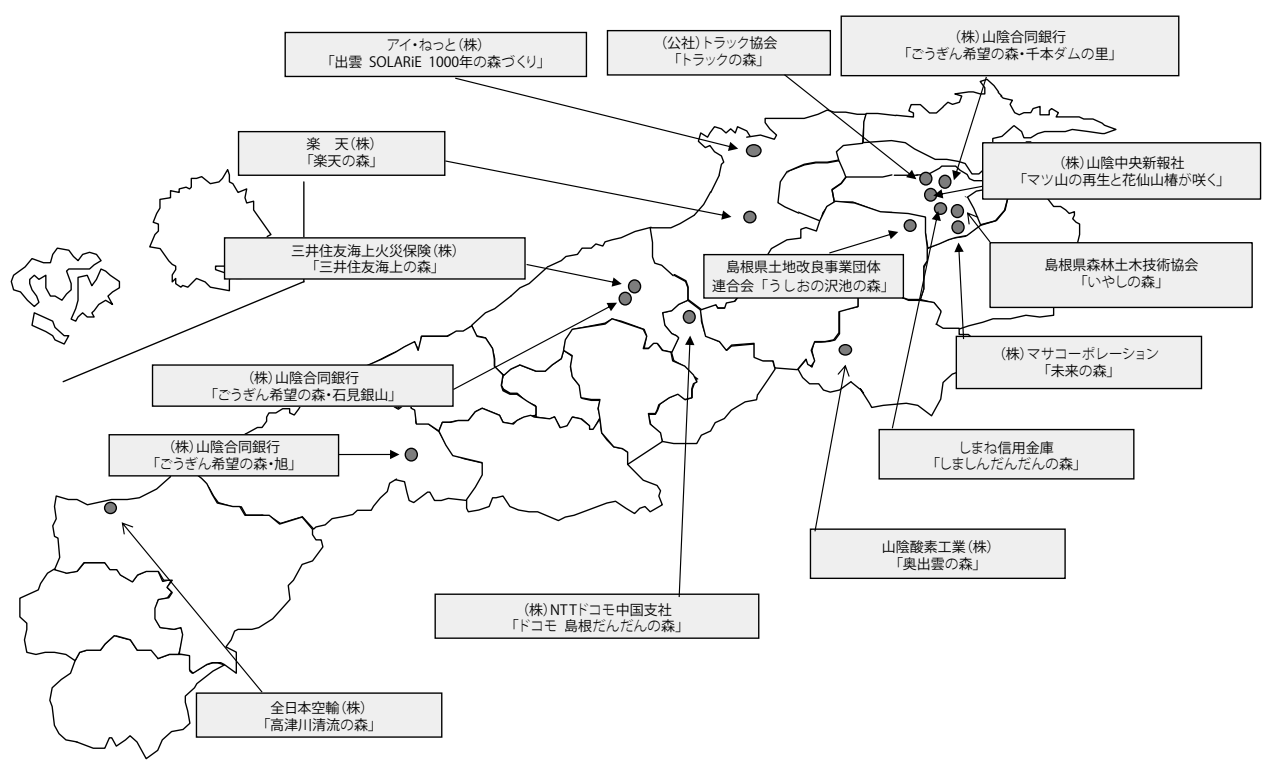 アイ・ねっと(株)
「出雲 SOLARiE 1000年の森づくり」
(公社)トラック協会
「トラックの森」
(株)山陰合同銀行
「ごうぎん希望の森・千本ダムの里」
楽　天(株)
「楽天の森」
(株)山陰中央新報社
「マツ山の再生と花仙山椿が咲く」
三井住友海上火災保険(株)
「三井住友海上の森」
島根県土地改良事業団体
連合会「うしおの沢池の森」
島根県森林土木技術協会
「いやしの森」
(株)マサコーポレーション
「未来の森」
(株)山陰合同銀行
「ごうぎん希望の森・石見銀山」
(株)山陰合同銀行
「ごうぎん希望の森・旭」
しまね信用金庫
「しましんだんだんの森」
山陰酸素工業(株)
「奥出雲の森」
(株)NTTドコモ中国支社
「ドコモ 島根だんだんの森」
全日本空輸(株)
「高津川清流の森」